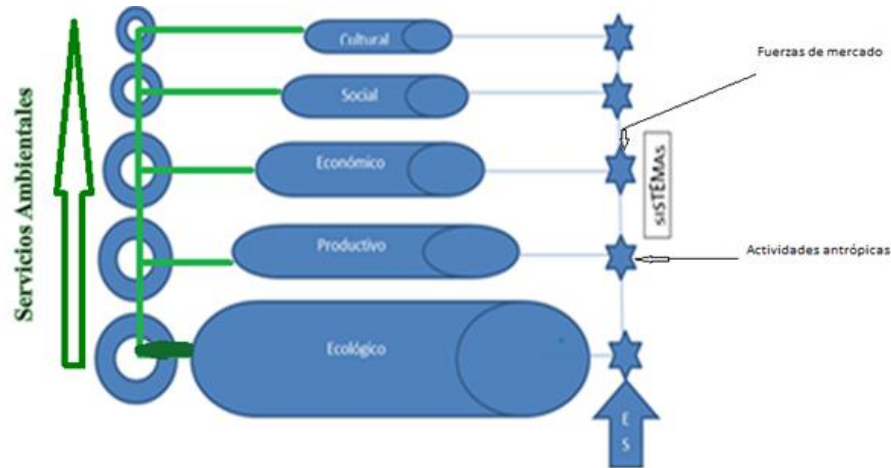 Cultural
Fuerzas de mercado
Social
Servicios Ambientales
Económico
SISTEMAS
Productivo
Actividades antrópicas
Ecológico
E
S